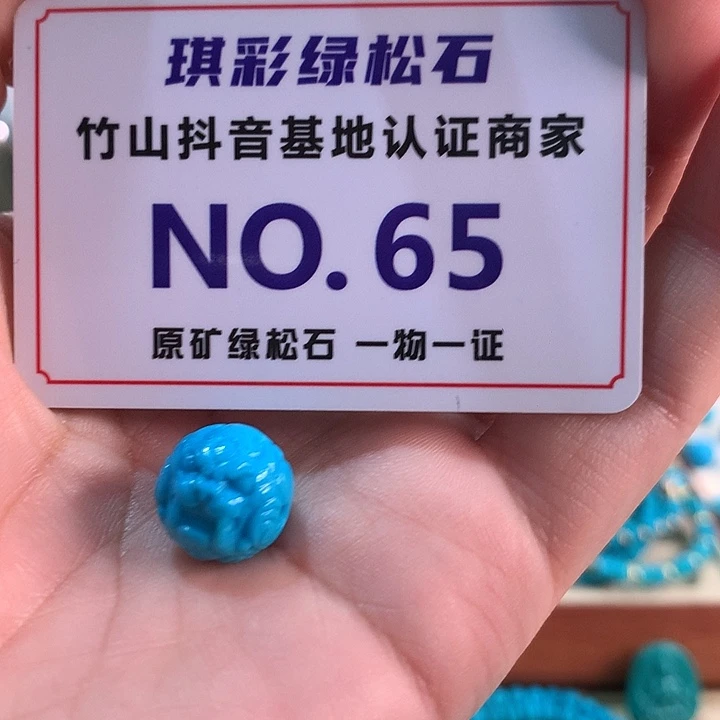 琪彩绿松石
竹山抖音基地认证商家
NO.65
原矿绿松石 一物一证